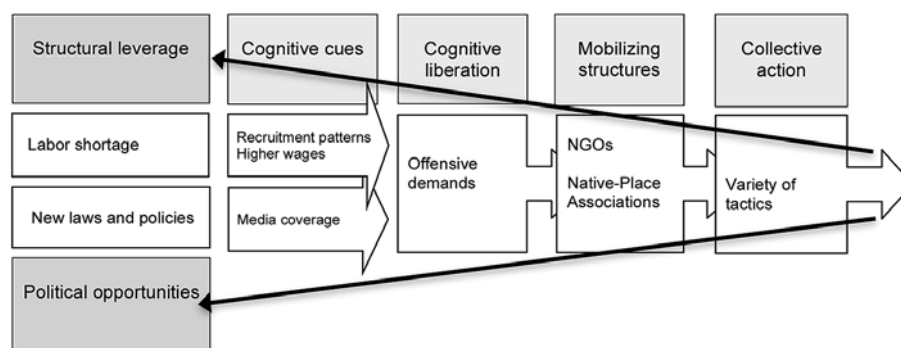 Structural leverage
Cognitive cues
Cognitive
liberation
Mobilizing
structures
Collective
action
Labor shortage
Recruitment patterns
Higher wages
Offensive
demands
NGOs
Native-Place
Associations
Variety of
tactics
New laws and policies
Media coverage
Political opportunities